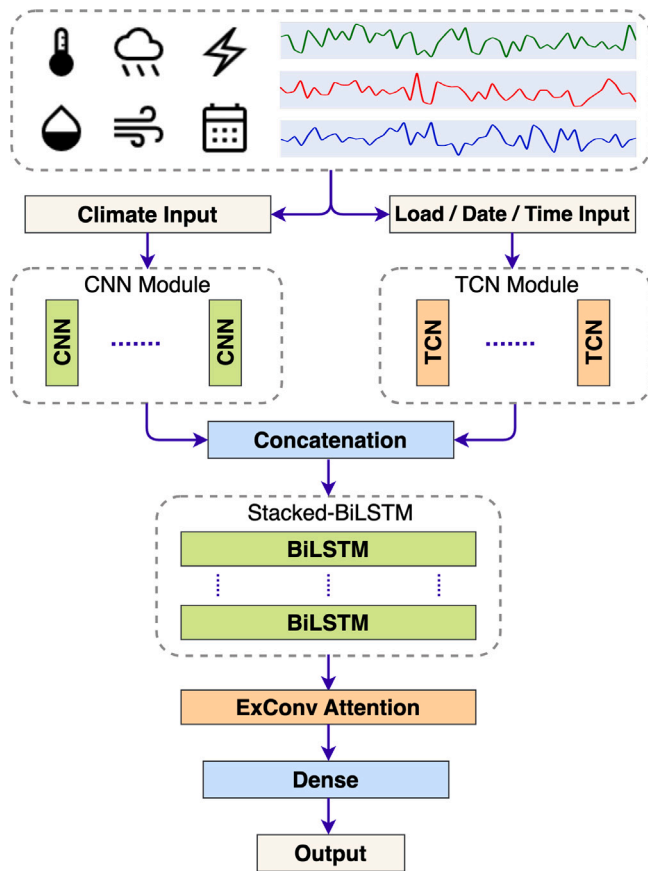 Climate Input
Load / Date / Time Input
CNN Module
TCN Module
CNN
CNN
TCN
TCN
Concatenation
Stacked-BiLSTM
BiLSTM
BiLSTM
ExConv Attention
Dense
Output